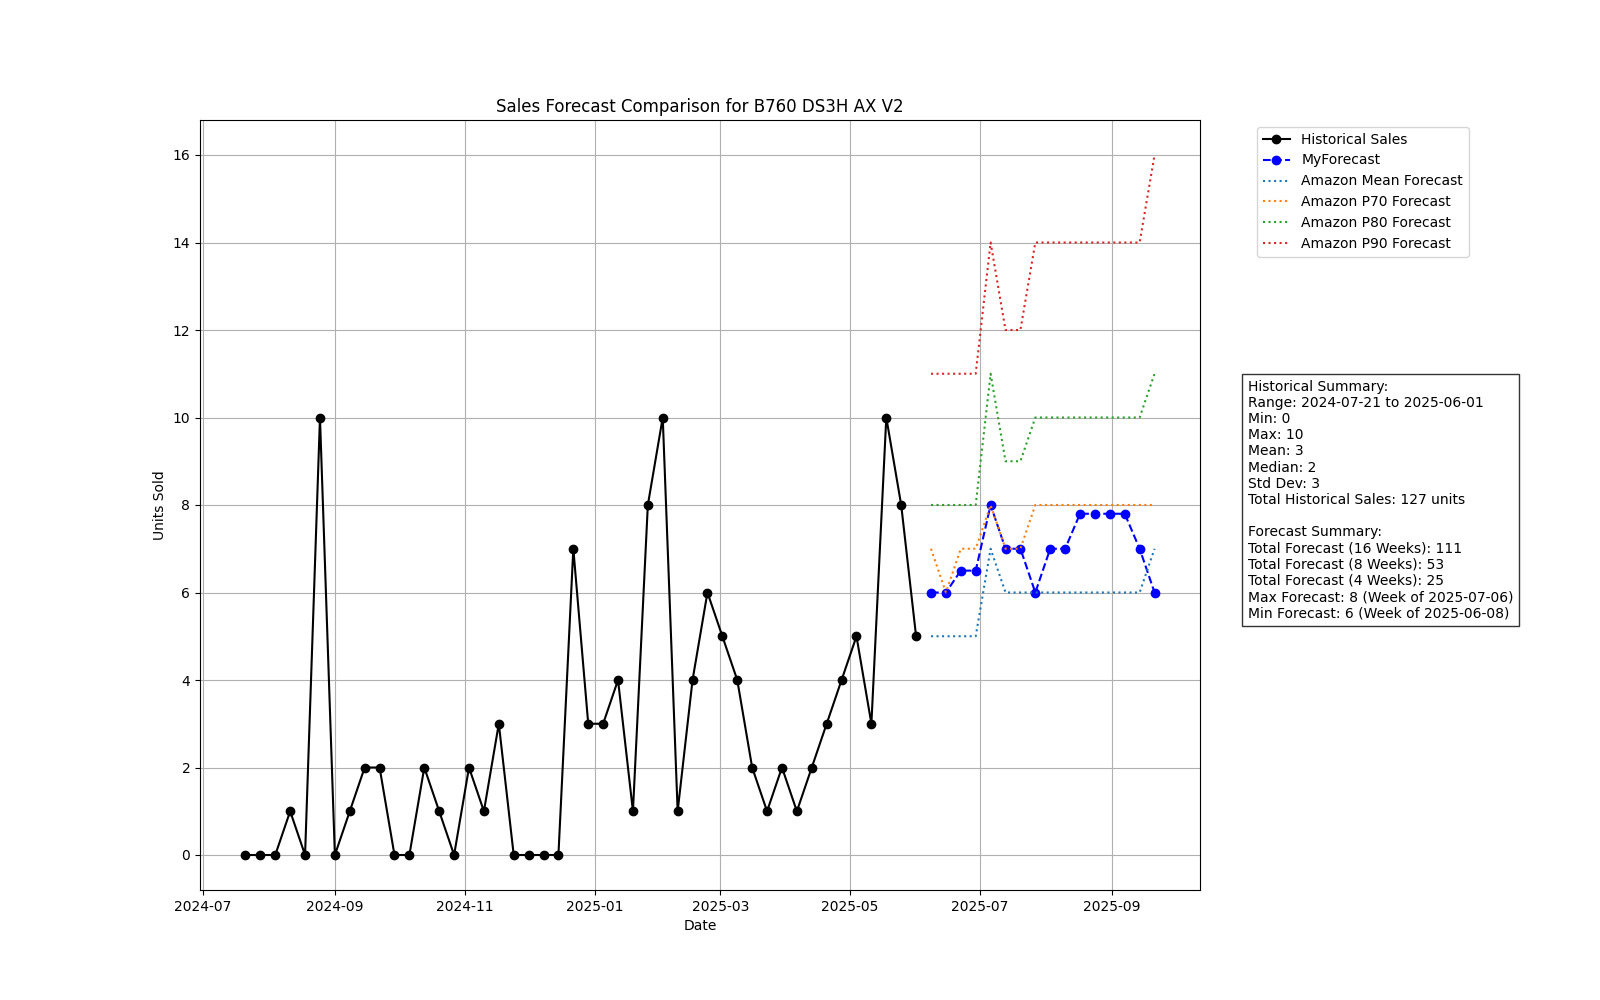 Sales Forecast Comparison for B760 DS3H AX V2
Units Sold
16
14
12
10
8
6
4
2
0
2024-07
2024-09
2024-11
2025-01
2025-03
2025-05
2025-07
2025-09
Date
Historical Sales
MyForecast
Amazon Mean Forecast
Amazon P70 Forecast
Amazon P80 Forecast
Amazon P90 Forecast
Historical Summary:
Range: 2024-07-21 to 2025-06-01
Min: 0
Max: 10
Mean: 3
Median: 2
Std Dev: 3
Total Historical Sales: 127 units
Forecast Summary:
Total Forecast (16 Weeks): 111
Total Forecast (8 Weeks): 53
Total Forecast (4 Weeks): 25
Max Forecast: 8 (Week of 2025-07-06)
Min Forecast: 6 (Week of 2025-06-08)